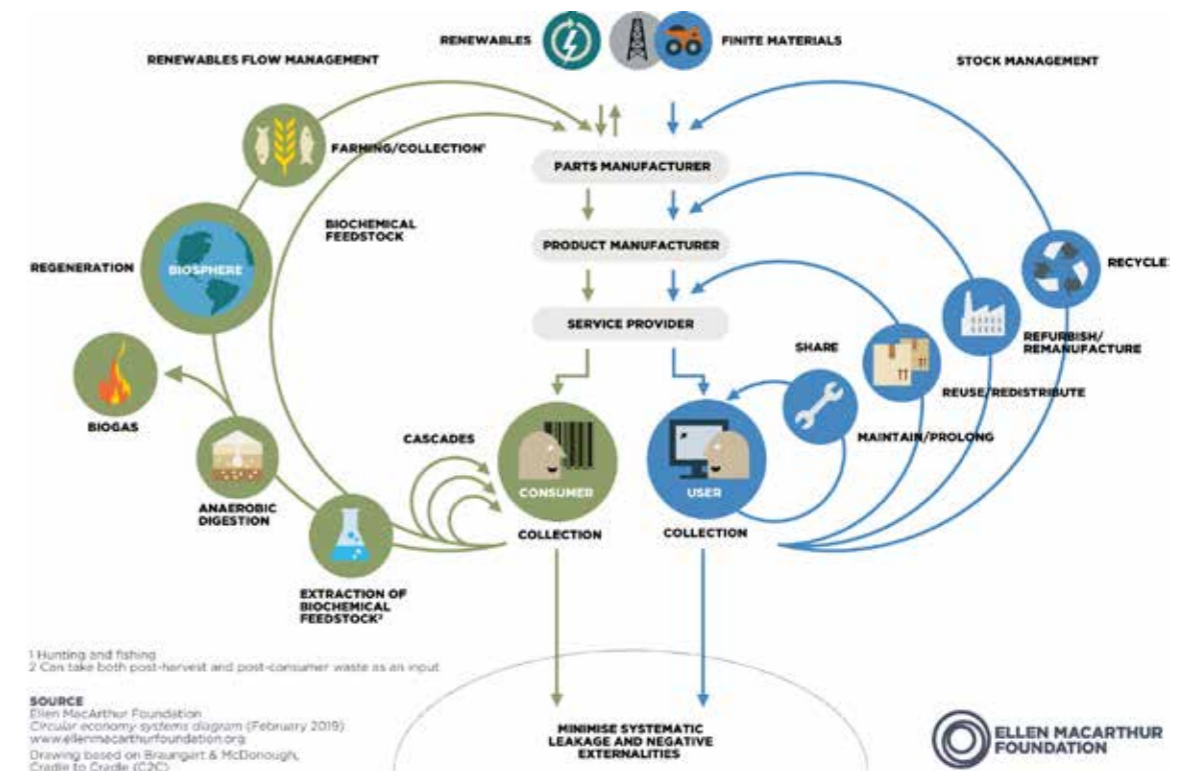 RENEWABLES
FINITE MATERIALS
RENEWABLES FLOW MANAGEMENT
STOCK MANAGEMENT
FARMING/COLLECTION¹
PARTS MANUFACTURER
BIOCHEMICAL
FEEDSTOCK
PRODUCT MANUFACTURER
REGENERATION
BIOSPHERE
RECYCLE
SERVICE PROVIDER
SHARE
REFURBISH/
REMANUFACTURE
REUSE/REDISTRIBUTE
BIOGAS
CASCADES
MAINTAIN/PROLONG
CONSUMER
USER
ANAEROBIC
DIGESTION
COLLECTION
COLLECTION
EXTRACTION OF
BIOCHEMICAL
FEEDSTOCK²
1 Hunting and fishing
2 Can take both post-harvest and post-consumer waste as an input
SOURCE
Ellen MacArthur Foundation
Circular economy systems diagram (February 2019)
www.ellenmacarthurfoundation.org
Drawing based on Braungart & McDonough,
Cradle to Cradle (C2C)
MINIMISE SYSTEMATIC
LEAKAGE AND NEGATIVE
EXTERNALITIES
ELLEN MACARTHUR
FOUNDATION